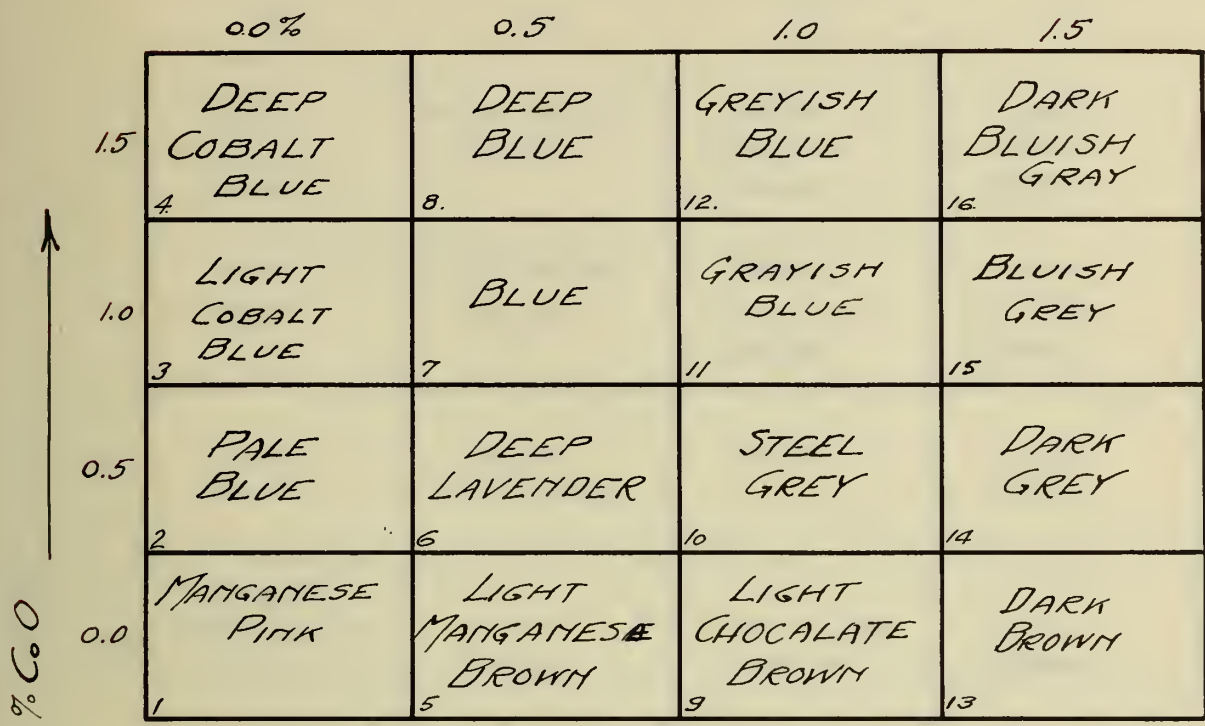 0.0% 0.5 1.0 1.5
1.5
DEEP
COBALT
BLUE
4.
DEEP
BLUE
8.
GREYISH
BLUE
12.
DARK
BLUISH
GRAY
16.
1.0
LIGHT
COBALT
BLUE
3
BLUE
7
GRAYISH
BLUE
11
BLUISH
GREY
15
0.5
PALE
BLUE
2
DEEP
LAVENDER
6
STEEL
GREY
10
DARK
GREY
14
% CoO
0.0
MANGANESE
PINK
1
LIGHT
MANGANESE
BROWN
5
LIGHT
CHOCALATE
BROWN
9
DARK
BROWN
13